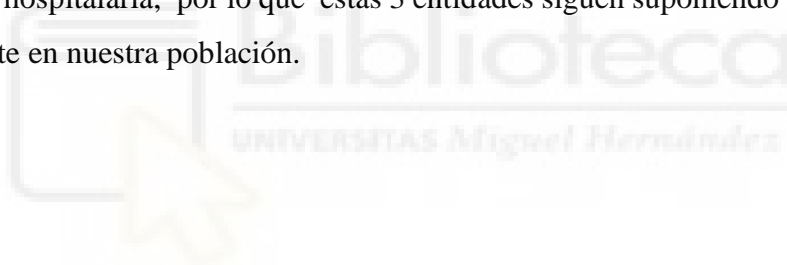 hospitalaria, por lo que estas 3 entidades siguen suponiendo
te en nuestra población.
Biblioteca
UNIVERSITAS Miguel Hernández